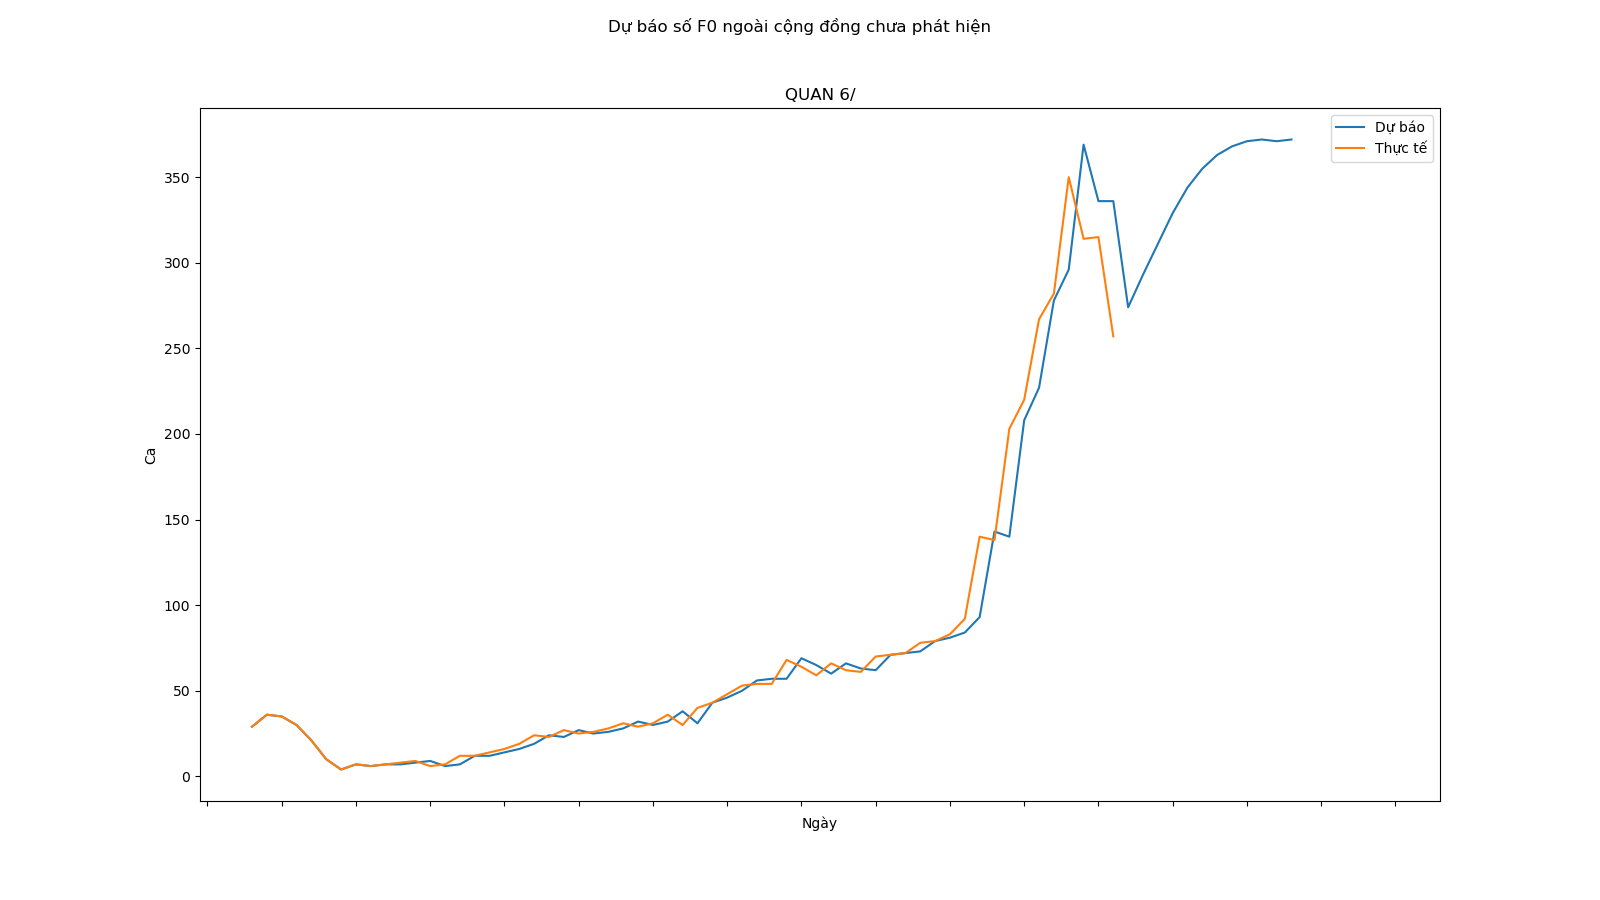 Dự báo số F0 ngoài cộng đồng chưa phát hiện
QUAN 6/
Dự báo
Thực tế
350
300
250
200
150
100
50
0
Ca
Ngày